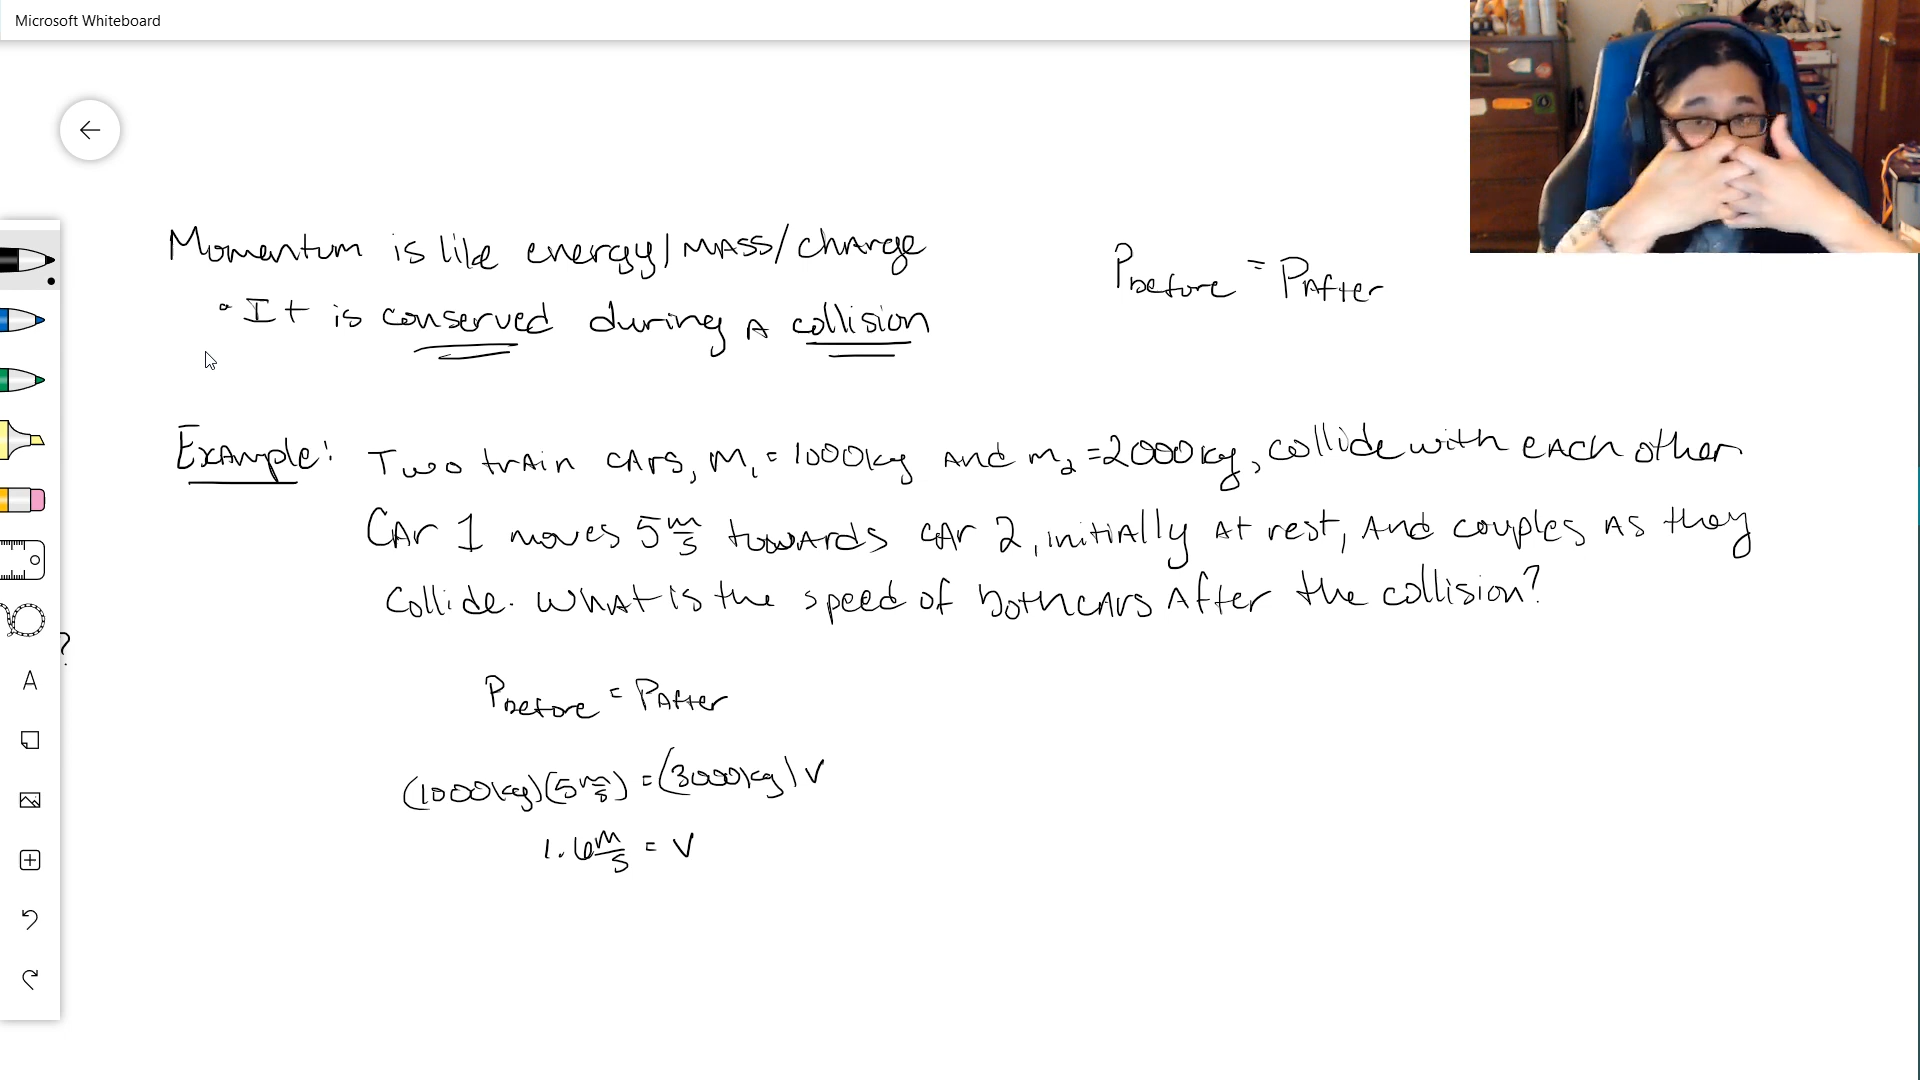 Microsoft Whiteboard
Momentum is like energy/mass/charge
• It is conserved during a collision
Pbefore = PAfter
Example: Two train cars, m₁ = 1000kg and m₂ = 2000kg, collide with each other
Car 1 moves 5 m/s towards car 2, initially at rest, and couples as they
collide. What is the speed of both cars after the collision?
?
Pbefore = PAfter
(1000kg)(5 m/s) = (3000kg) v
1.6 m/s = v
A